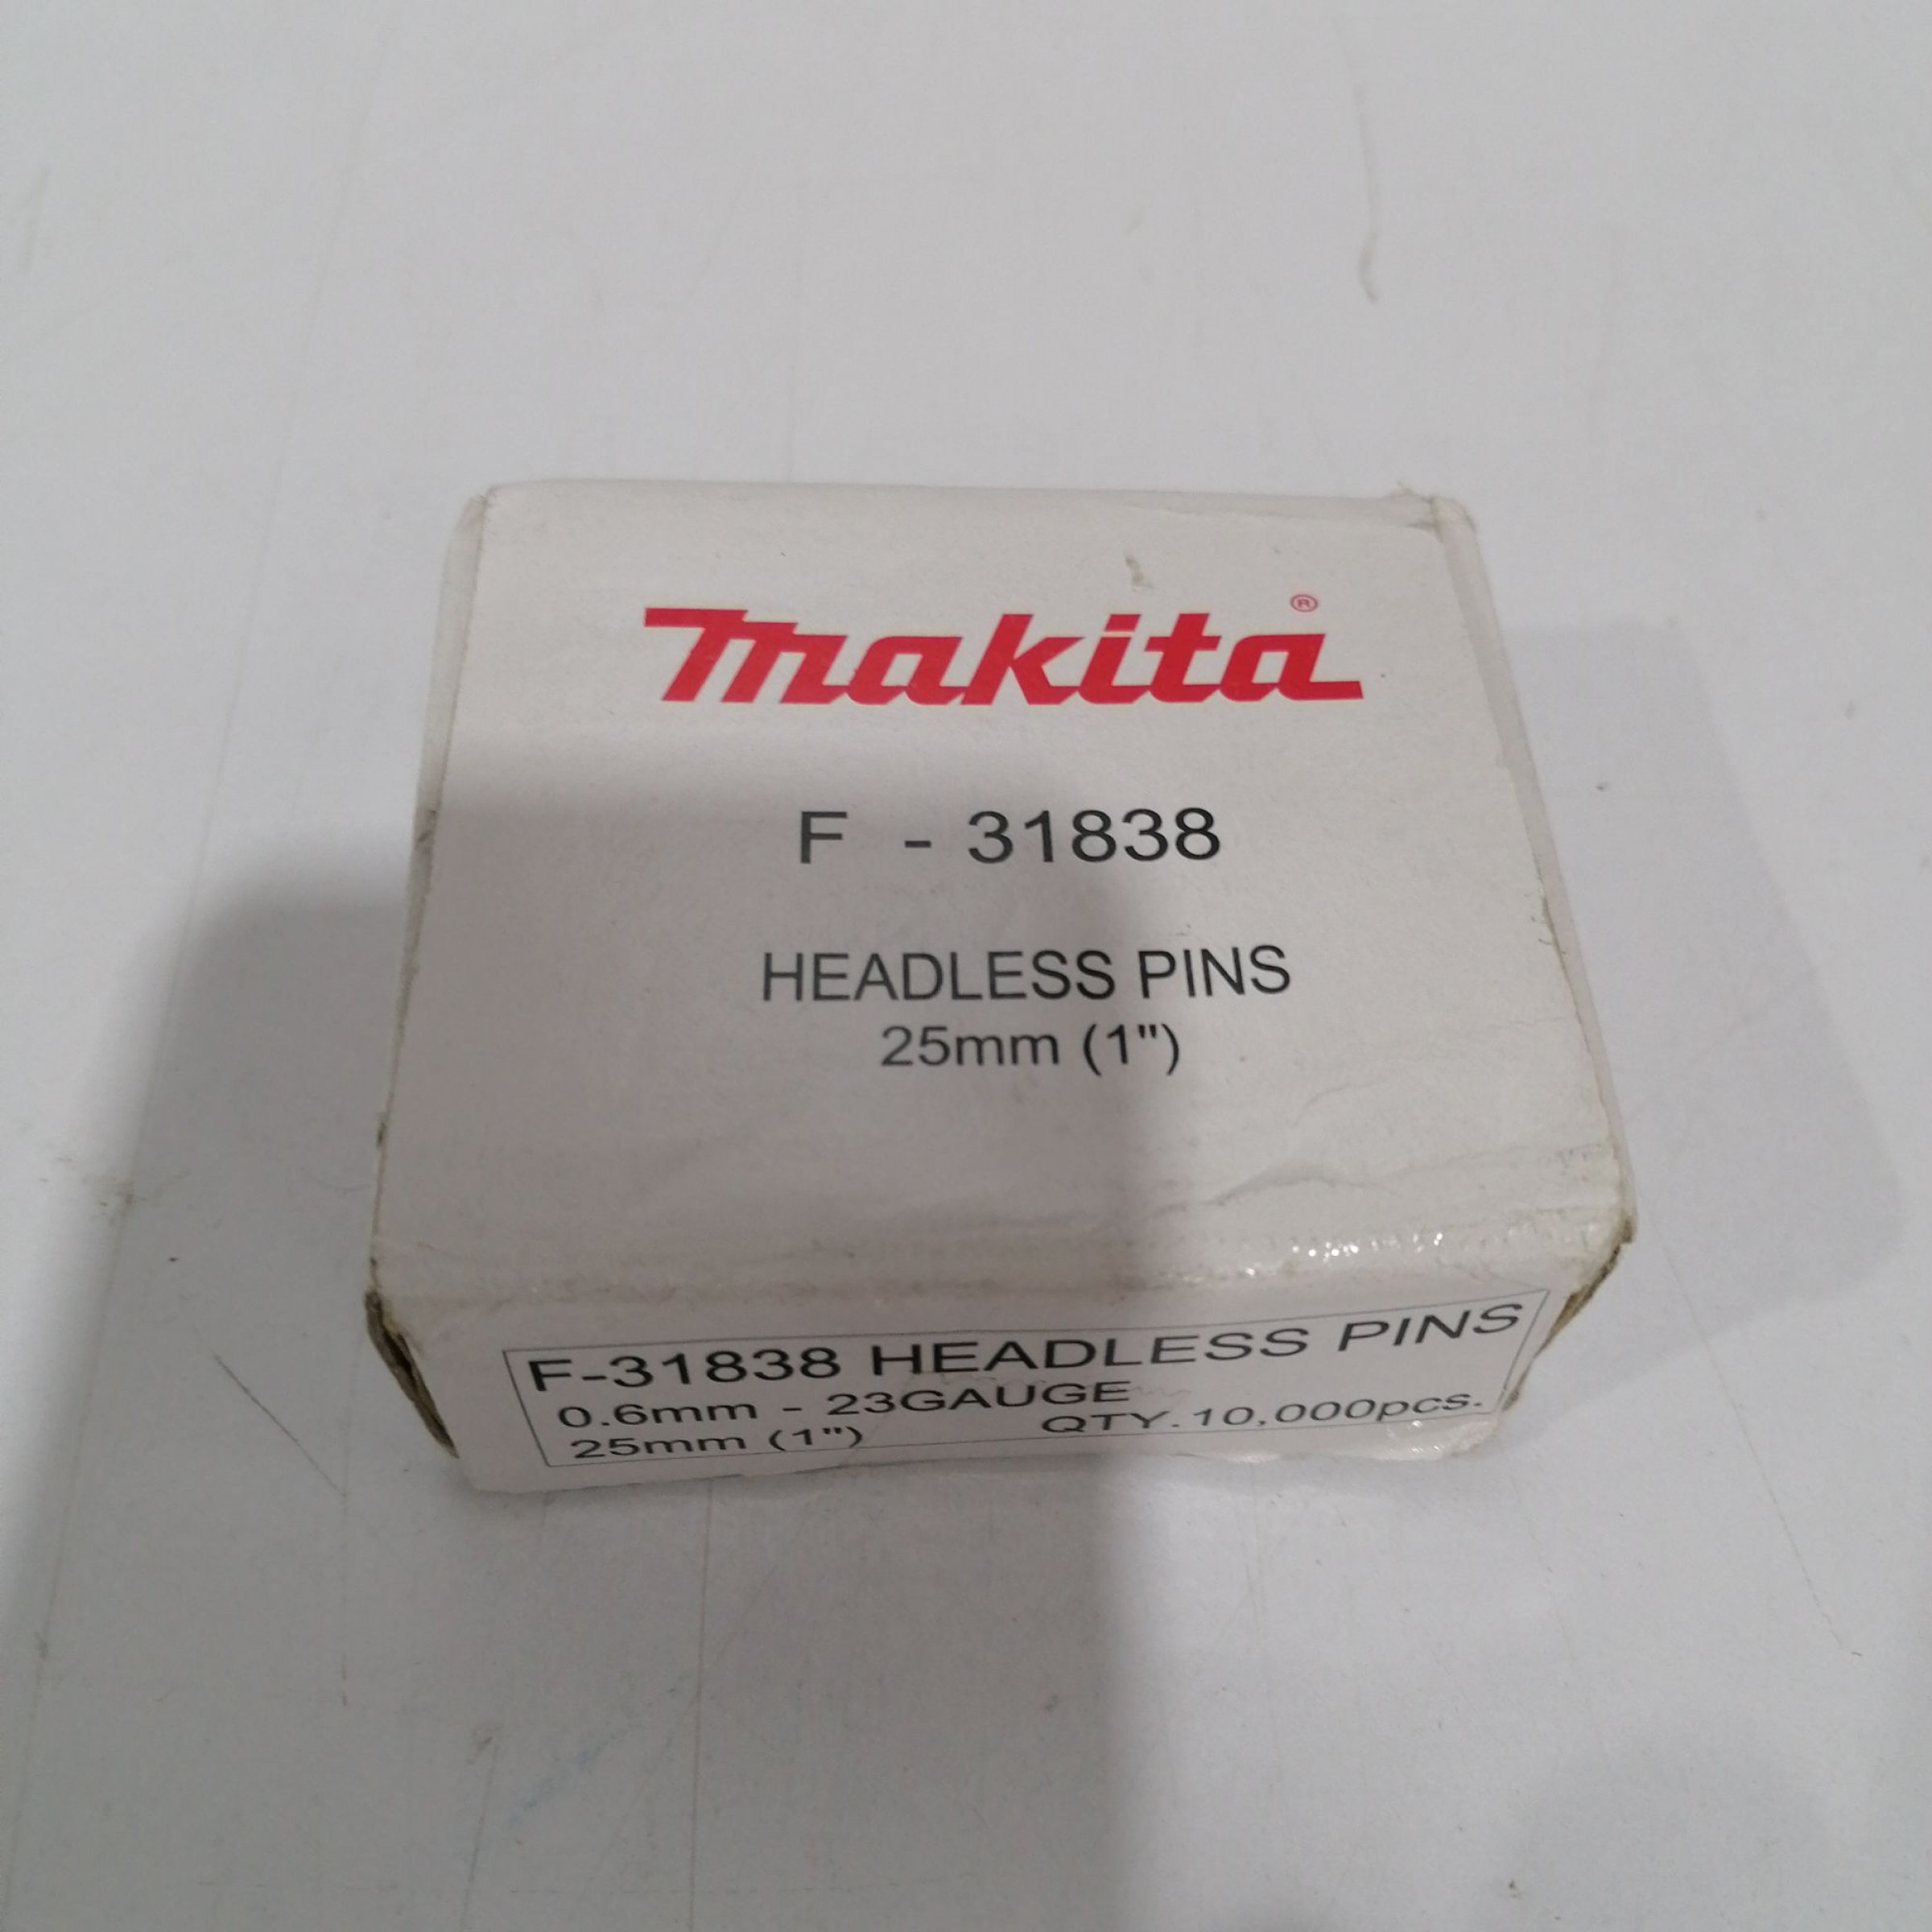 makita®
F - 31838
HEADLESS PINS
25mm (1")
F-31838 HEADLESS PINS
0.6mm - 23GAUGE
25mm (1") QTY.10,000pcs.